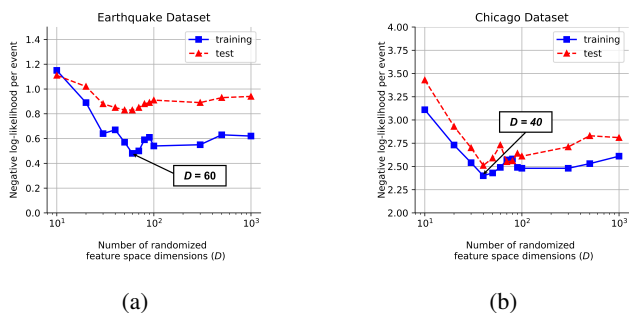 Earthquake Dataset
Negative log-likelihood per event
1.4
1.2
1.0
0.8
0.6
0.4
0.2
0.0
training
test
D = 60
10¹
10²
10³
Number of randomized
feature space dimensions (D)
(a)
Chicago Dataset
Negative log-likelihood per event
4.00
3.75
3.50
3.25
3.00
2.75
2.50
2.25
2.00
training
test
D = 40
10¹
10²
10³
Number of randomized
feature space dimensions (D)
(b)